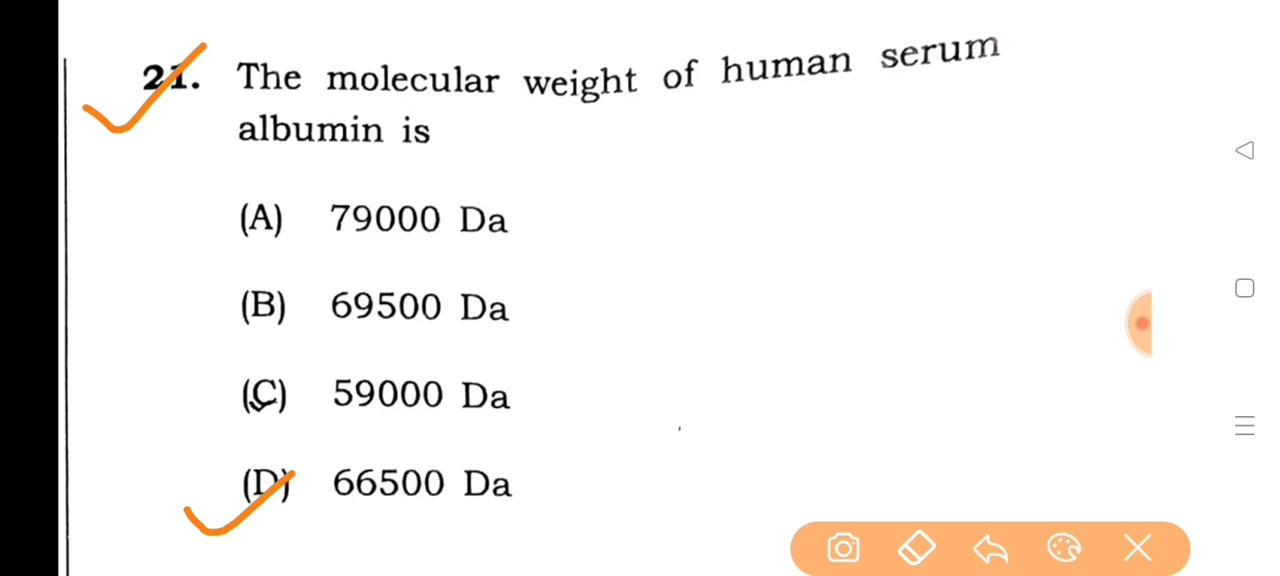 21. The molecular weight of human serum
albumin is
(A) 79000 Da
(B) 69500 Da
(C) 59000 Da
(D) 66500 Da